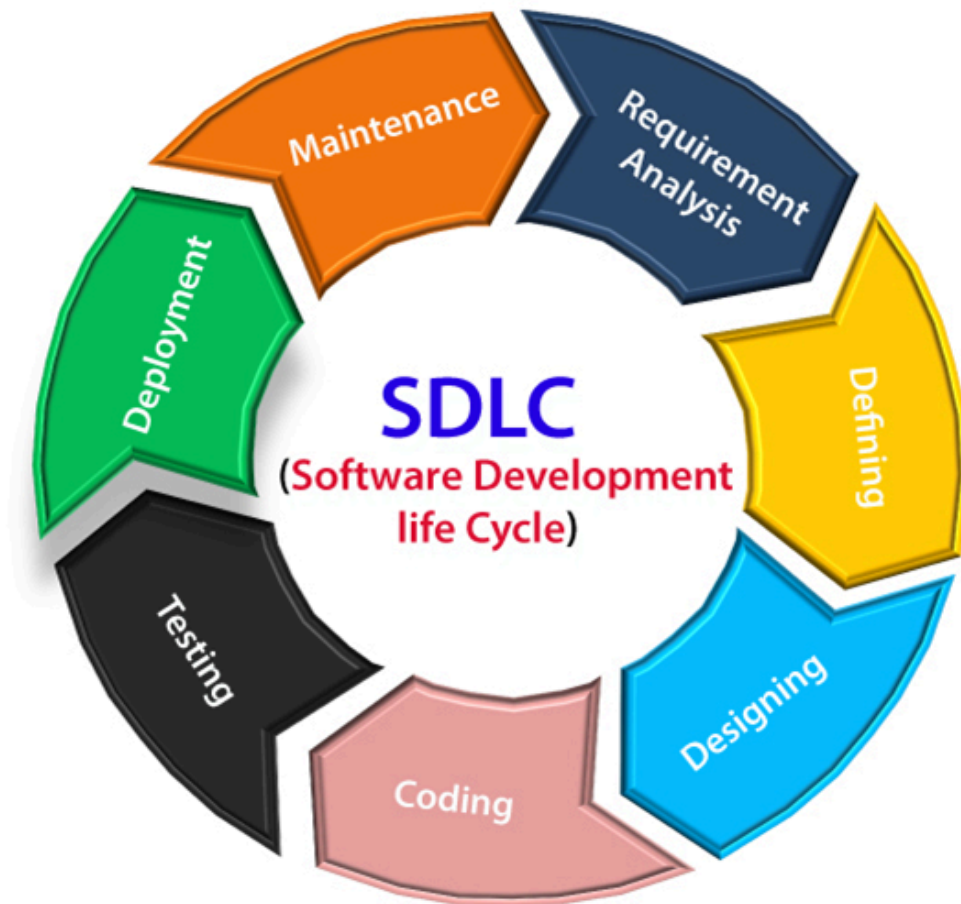 SDLC
(Software Development
life Cycle)
Requirement
Analysis
Defining
Designing
Coding
Testing
Deployment
Maintenance